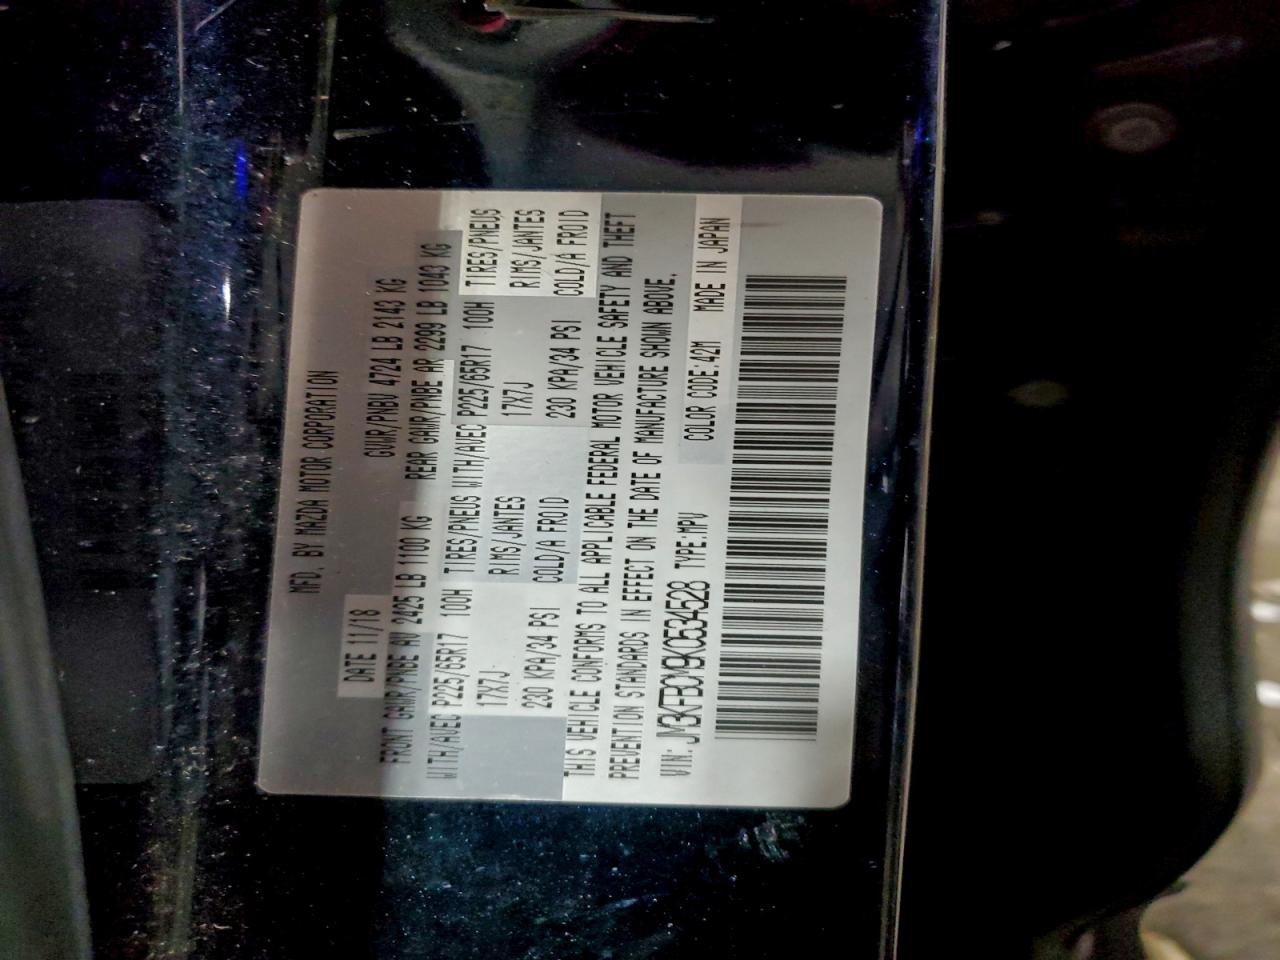 MFD. BY MAZDA MOTOR CORPORATION
DATE 11/18 GVWR/PNBV 4724 LB 2143 KG
FRONT GAWR/PNBE AV 2425 LB 1100 KG REAR GAWR/PNBE AR 2299 LB 1043 KG
WITH/AVEC P225/65R17 100H TIRES/PNEUS WITH/AVEC P225/65R17 100H TIRES/PNEUS
17X7J RIMS/JANTES 17X7J RIMS/JANTES
230 KPA/34 PSI COLD/A FROID 230 KPA/34 PSI COLD/A FROID
THIS VEHICLE CONFORMS TO ALL APPLICABLE FEDERAL MOTOR VEHICLE SAFETY AND THEFT
PREVENTION STANDARDS IN EFFECT ON THE DATE OF MANUFACTURE SHOWN ABOVE.
VIN: JM3KFBCM9K0534528 TYPE:MPV COLOR CODE:42M MADE IN JAPAN